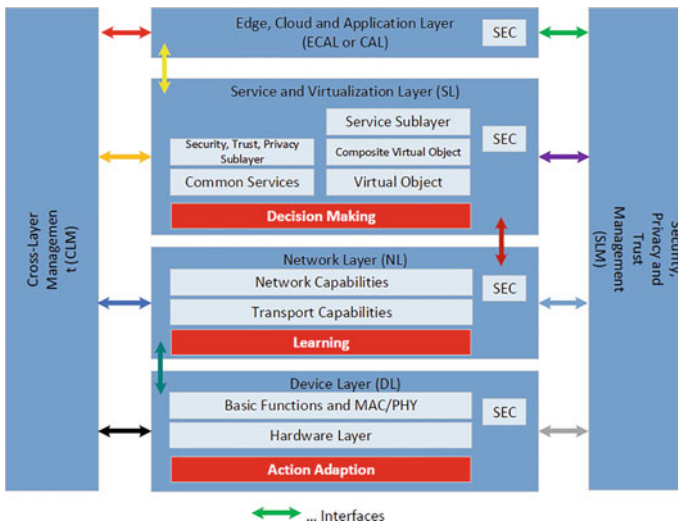 Edge, Cloud and Application Layer
(ECAL or CAL)
SEC
Service and Virtualization Layer (SL)
Service Sublayer
SEC
Security, Trust, Privacy
Sublayer
Composite Virtual Object
Common Services
Virtual Object
Decision Making
Network Layer (NL)
Network Capabilities
SEC
Transport Capabilities
Learning
Device Layer (DL)
Basic Functions and MAC/PHY
SEC
Hardware Layer
Action Adaption
Cross-Layer
Managemen
t (CLM)
Security,
Privacy and
Trust
Management
(SLM)
... Interfaces